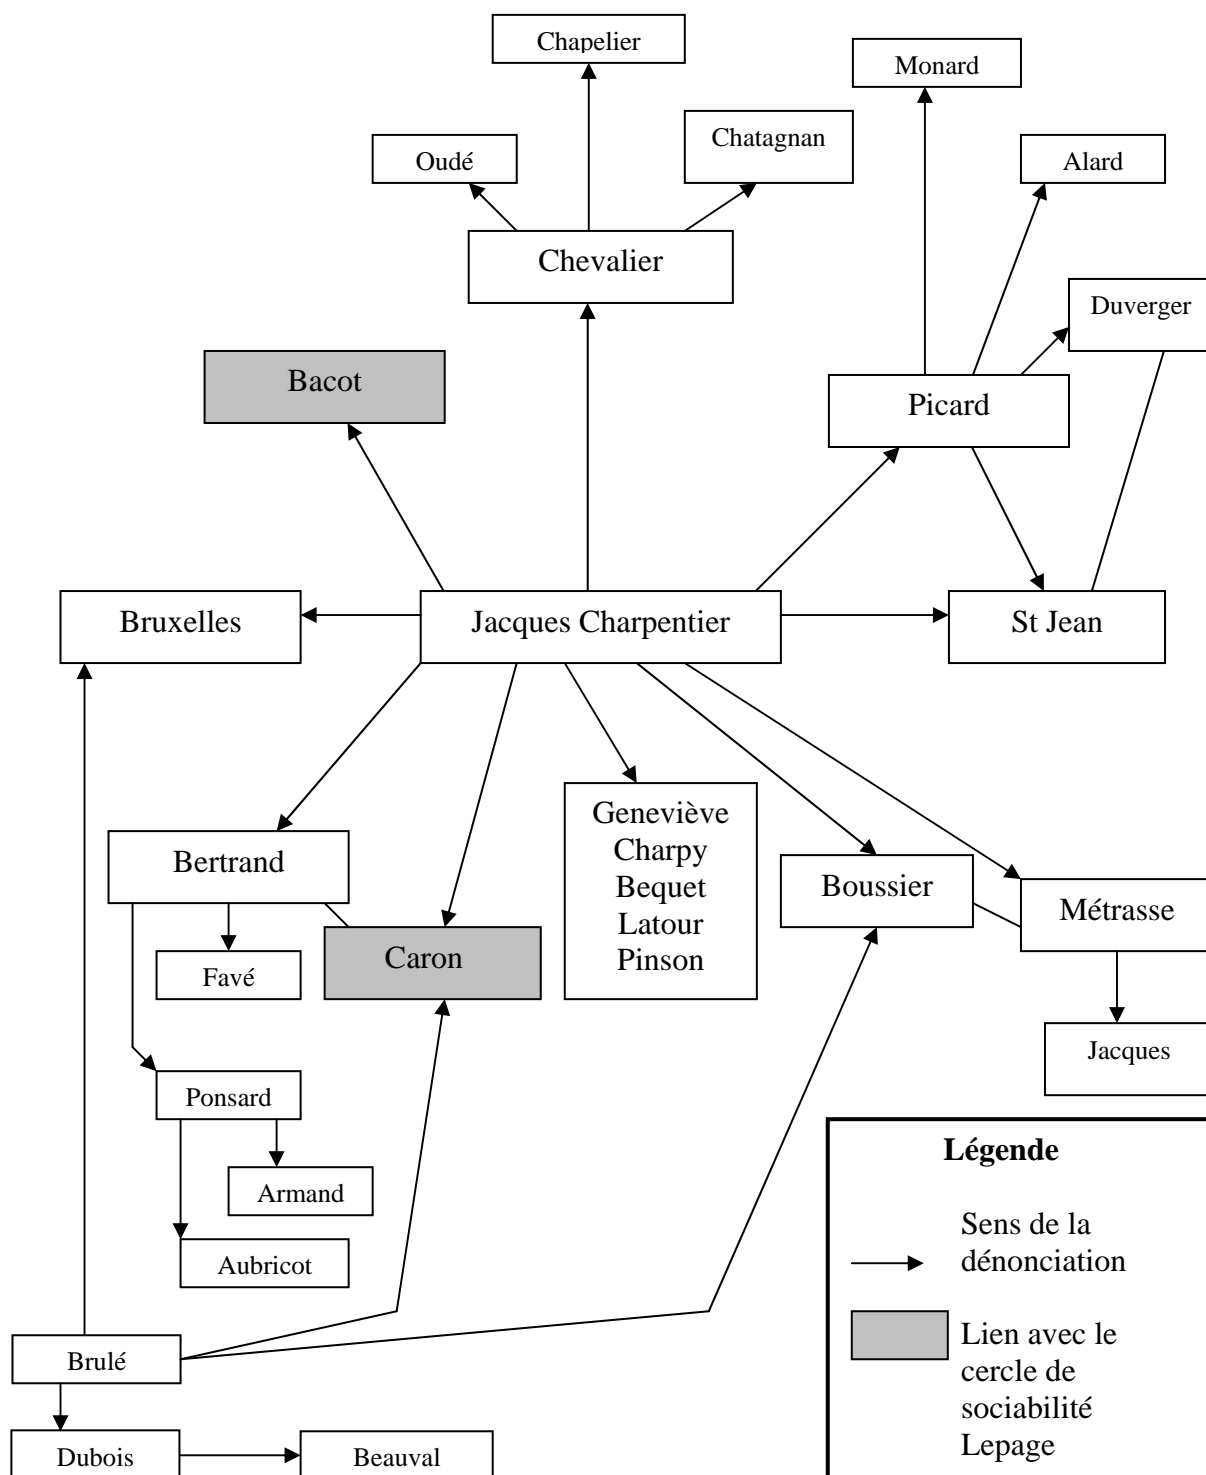 Chapelier
Monard
Chatagnan
Oudé
Alard
Chevalier
Duverger
Bacot
Picard
Bruxelles
Jacques Charpentier
St Jean
Geneviève
Charpy
Bequet
Latour
Pinson
Bertrand
Boussier
Métrasse
Caron
Favé
Jacques
Ponsard
Armand
Aubricot
Brulé
Dubois
Beauval
Légende
Sens de la
dénonciation
Lien avec le
cercle de
sociabilité
Lepage